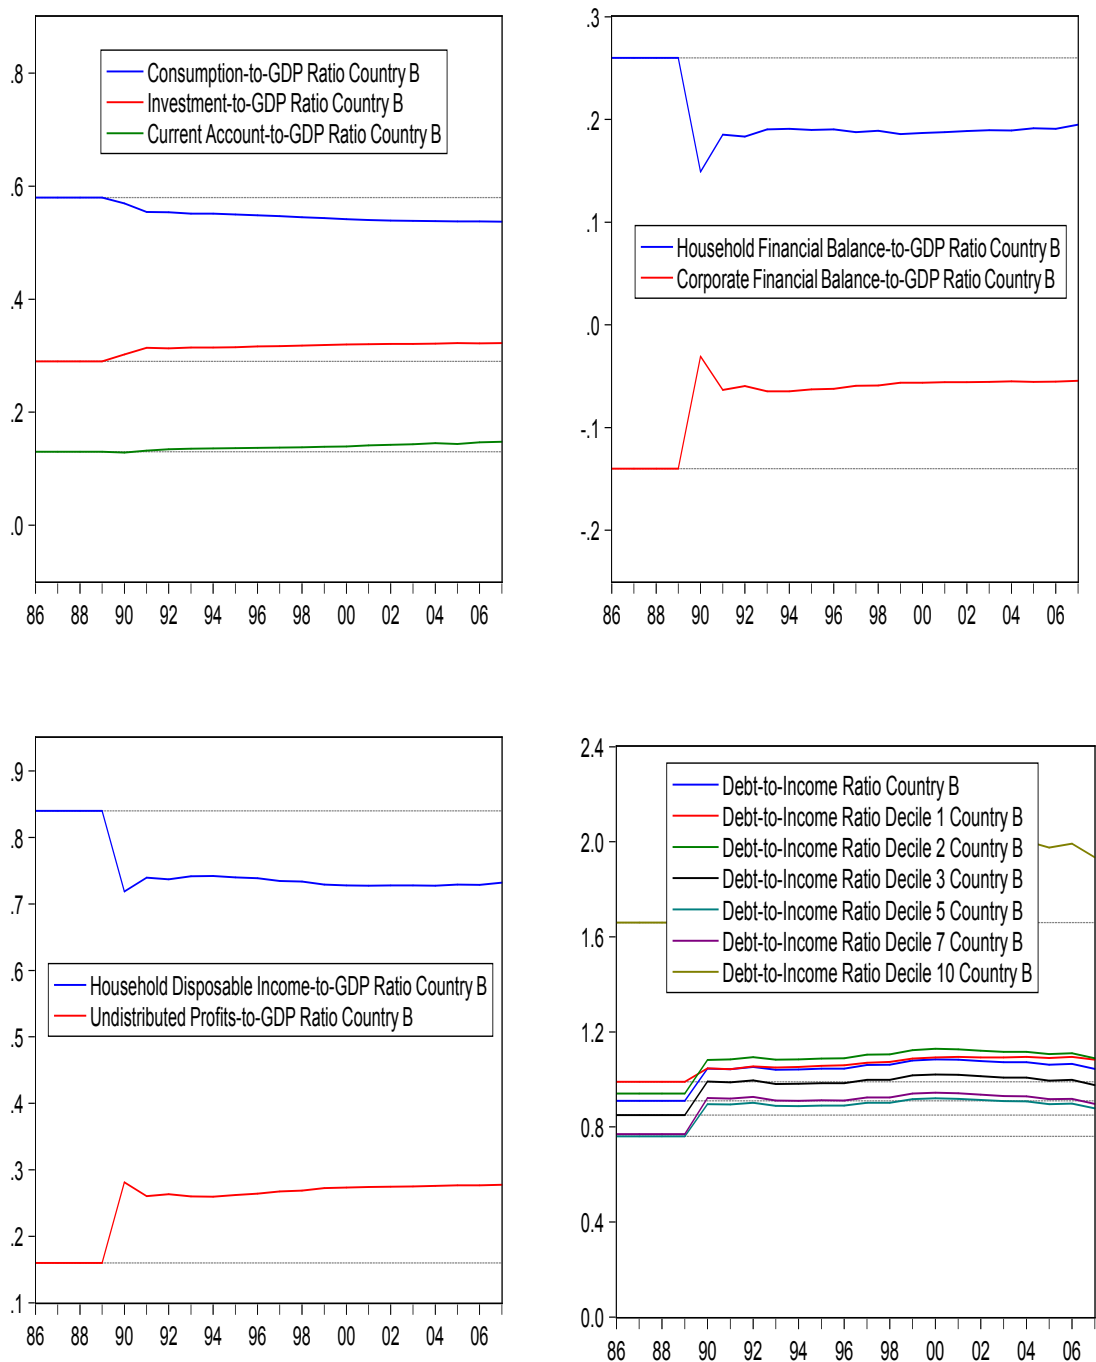 Consumption-to-GDP Ratio Country B
Investment-to-GDP Ratio Country B
Current Account-to-GDP Ratio Country B
.8
.6
.4
.2
.0
86 88 90 92 94 96 98 00 02 04 06
.3
.2
.1
.0
-.1
-.2
Household Financial Balance-to-GDP Ratio Country B
Corporate Financial Balance-to-GDP Ratio Country B
86 88 90 92 94 96 98 00 02 04 06
.9
.8
.7
.6
.5
.4
.3
.2
.1
Household Disposable Income-to-GDP Ratio Country B
Undistributed Profits-to-GDP Ratio Country B
86 88 90 92 94 96 98 00 02 04 06
2.4
2.0
1.6
1.2
0.8
0.4
0.0
Debt-to-Income Ratio Country B
Debt-to-Income Ratio Decile 1 Country B
Debt-to-Income Ratio Decile 2 Country B
Debt-to-Income Ratio Decile 3 Country B
Debt-to-Income Ratio Decile 5 Country B
Debt-to-Income Ratio Decile 7 Country B
Debt-to-Income Ratio Decile 10 Country B
86 88 90 92 94 96 98 00 02 04 06